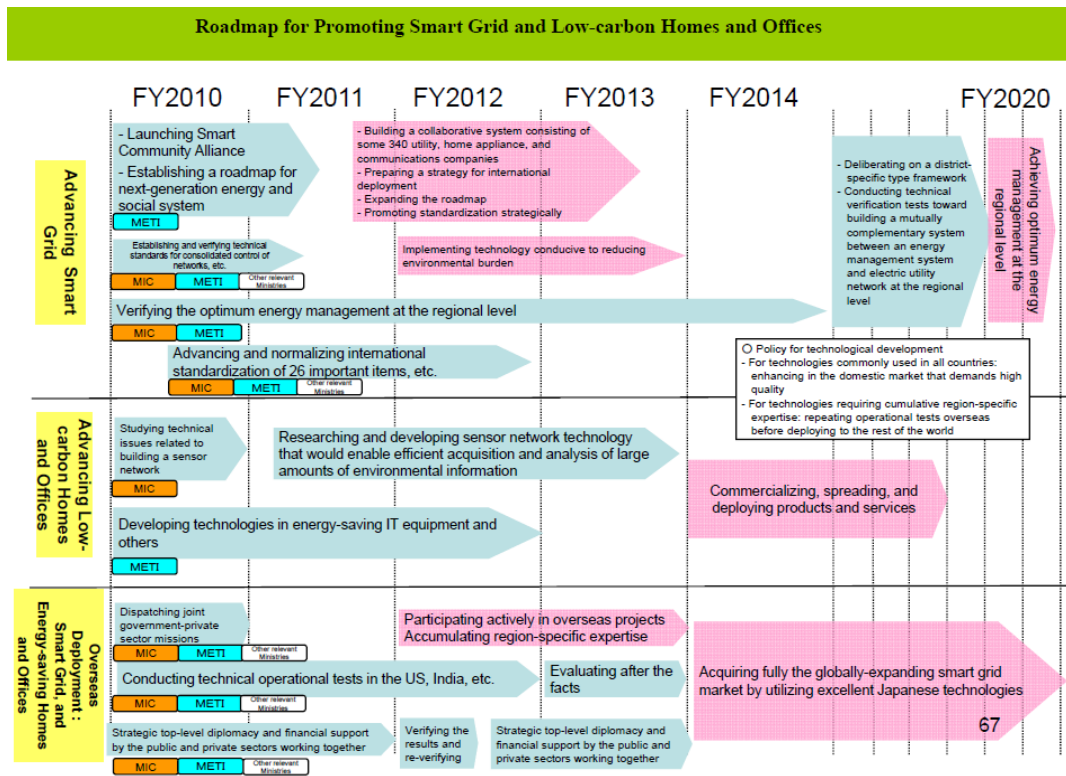 Roadmap for Promoting Smart Grid and Low-carbon Homes and Offices
FY2010
FY2011
FY2012
FY2013
FY2014
FY2020
Advancing Smart
Grid
- Launching Smart
Community Alliance
- Establishing a roadmap for
next-generation energy and
social system
METI
- Building a collaborative system consisting of
some 340 utility, home appliance, and
communications companies
- Preparing a strategy for international
deployment
- Expanding the roadmap
- Promoting standardization strategically
- Deliberating on a district-
specific type framework
- Conducting technical
verification tests toward
building a mutually
complementary system
between an energy
management system
and electric utility
network at the regional
level
Achieving optimum energy
management at the
regional level
Establishing and verifying technical
standards for consolidated control of
networks, etc.
MIC
METI
Other relevant
Ministries
Implementing technology conducive to reducing
environmental burden
Verifying the optimum energy management at the regional level
MIC
METI
Advancing and normalizing international
standardization of 26 important items, etc.
MIC
METI
Other relevant
Ministries
O Policy for technological development
- For technologies commonly used in all countries:
enhancing in the domestic market that demands high
quality
- For technologies requiring cumulative region-specific
expertise: repeating operational tests overseas
before deploying to the rest of the world
Advancing Low-
carbon Homes
and Offices
Studying technical
issues related to
building a sensor
network
MIC
Researching and developing sensor network technology
that would enable efficient acquisition and analysis of large
amounts of environmental information
Commercializing, spreading, and
deploying products and services
Developing technologies in energy-saving IT equipment and
others
METI
Overseas
Deployment :
Smart Grid, and
Energy-saving Homes
and Offices
Dispatching joint
government-private
sector missions
MIC
METI
Other relevant
Ministries
Participating actively in overseas projects
Accumulating region-specific expertise
Conducting technical operational tests in the US, India, etc.
MIC
METI
Other relevant
Ministries
Evaluating after the
facts
Acquiring fully the globally-expanding smart grid
market by utilizing excellent Japanese technologies
67
Strategic top-level diplomacy and financial support
by the public and private sectors working together
MIC
METI
Other relevant
Ministries
Verifying the
results and
re-verifying
Strategic top-level diplomacy and
financial support by the public and
private sectors working together